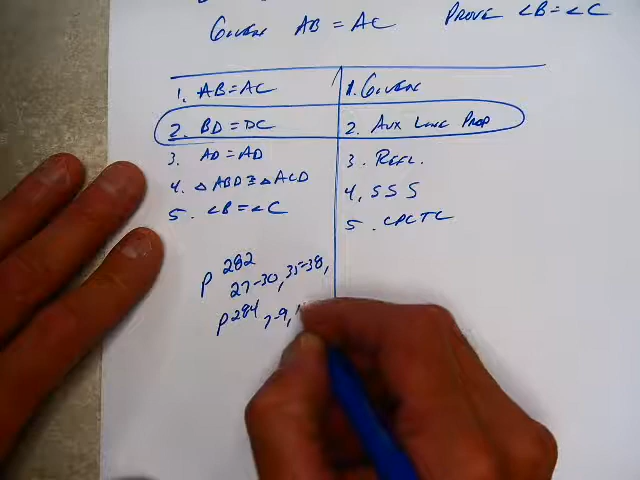 GIVEN AB = AC PROVE ∠B = ∠C
1. AB = AC 1. GIVEN
2. BD = DC 2. AUX LINE PROP
3. AD = AD 3. REFL.
4. △ ABD ≅ △ ACD 4, SSS
5. ∠B = ∠C 5. CPCTC
p 282
27-30, 35-38,
p 284 7-9,